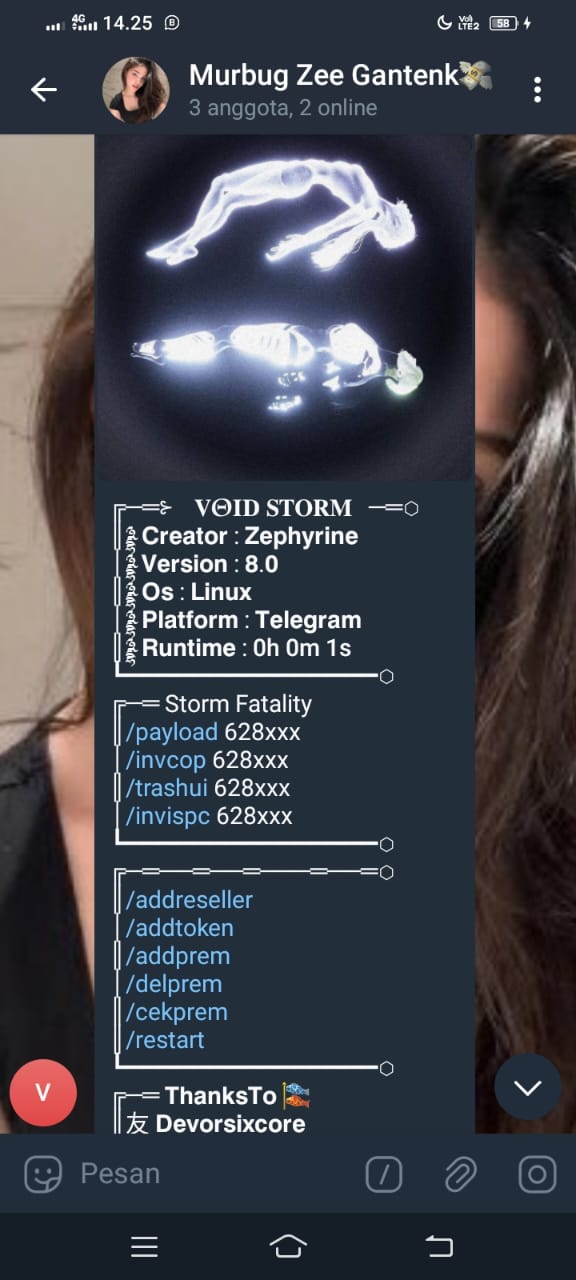 4G 14.25 VoLTE2 58
Murbug Zee Gantenk💸
3 anggota, 2 online
VΘID STORM
Creator : Zephyrine
Version : 8.0
Os : Linux
Platform : Telegram
Runtime : 0h 0m 1s
Storm Fatality
/payload 628xxx
/invcop 628xxx
/trashui 628xxx
/invispc 628xxx
/addreseller
/addtoken
/addprem
/delprem
/cekprem
/restart
ThanksTo 🎏
友 Devorsixcore
V
Pesan